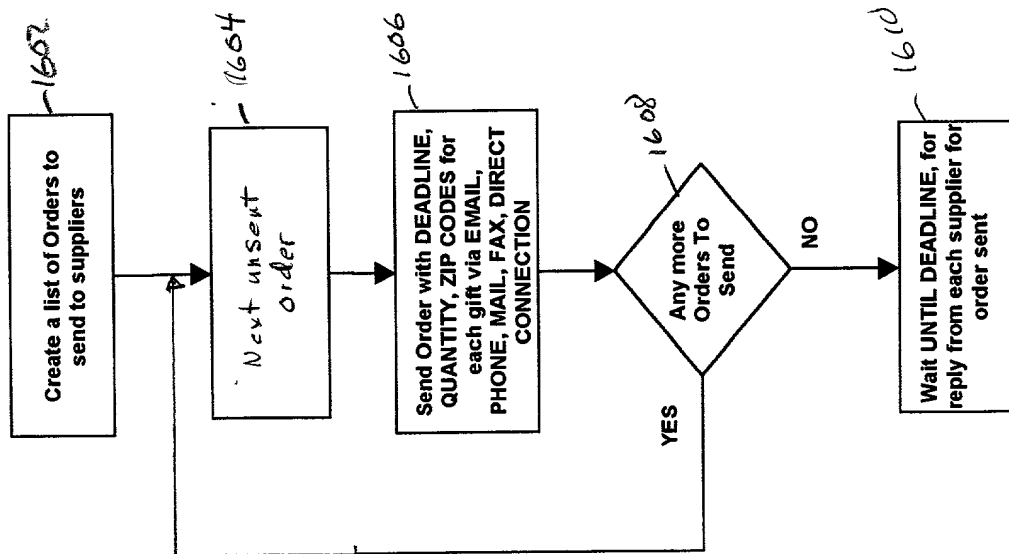 1602
Create a list of Orders to
send to suppliers
1604
Next unsent
order
1606
Send Order with DEADLINE,
QUANTITY, ZIP CODES for
each gift via EMAIL,
PHONE, MAIL, FAX, DIRECT
CONNECTION
1608
Any more
Orders To
Send
YES
NO
1610
Wait UNTIL DEADLINE, for
reply from each supplier for
order sent